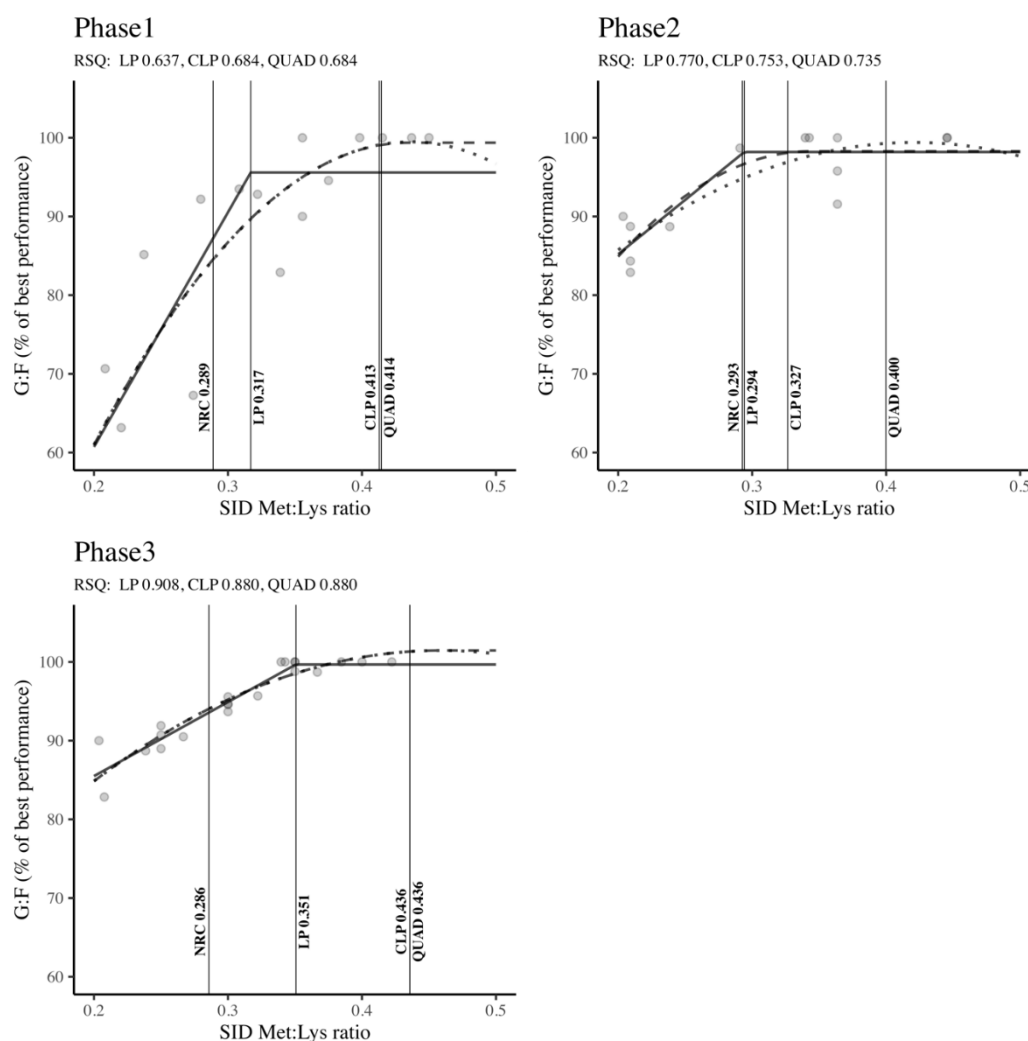 Phase1
RSQ: LP 0.637, CLP 0.684, QUAD 0.684
G:F (% of best performance)
100
90
80
70
60
NRC 0.289
LP 0.317
CLP 0.413
QUAD 0.414
0.2 0.3 0.4 0.5
SID Met:Lys ratio
Phase2
RSQ: LP 0.770, CLP 0.753, QUAD 0.735
G:F (% of best performance)
100
90
80
70
60
NRC 0.293
LP 0.294
CLP 0.327
QUAD 0.400
0.2 0.3 0.4 0.5
SID Met:Lys ratio
Phase3
RSQ: LP 0.908, CLP 0.880, QUAD 0.880
G:F (% of best performance)
100
90
80
70
60
NRC 0.286
LP 0.351
CLP 0.436
QUAD 0.436
0.2 0.3 0.4 0.5
SID Met:Lys ratio